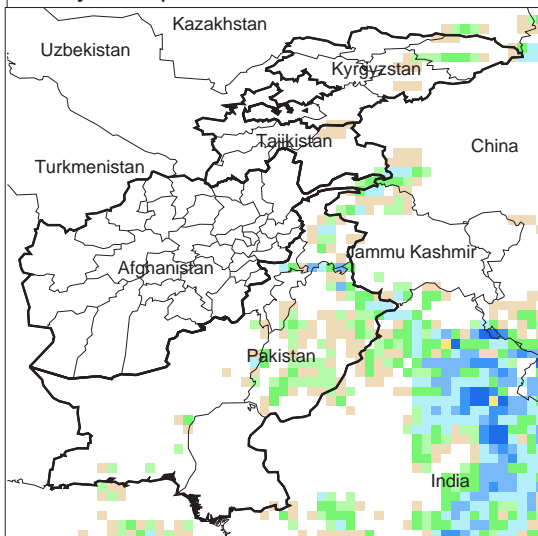 Kazakhstan
Uzbekistan
Kyrgyzstan
Tajikistan
China
Turkmenistan
Jammu Kashmir
Afghanistan
Pakistan
India